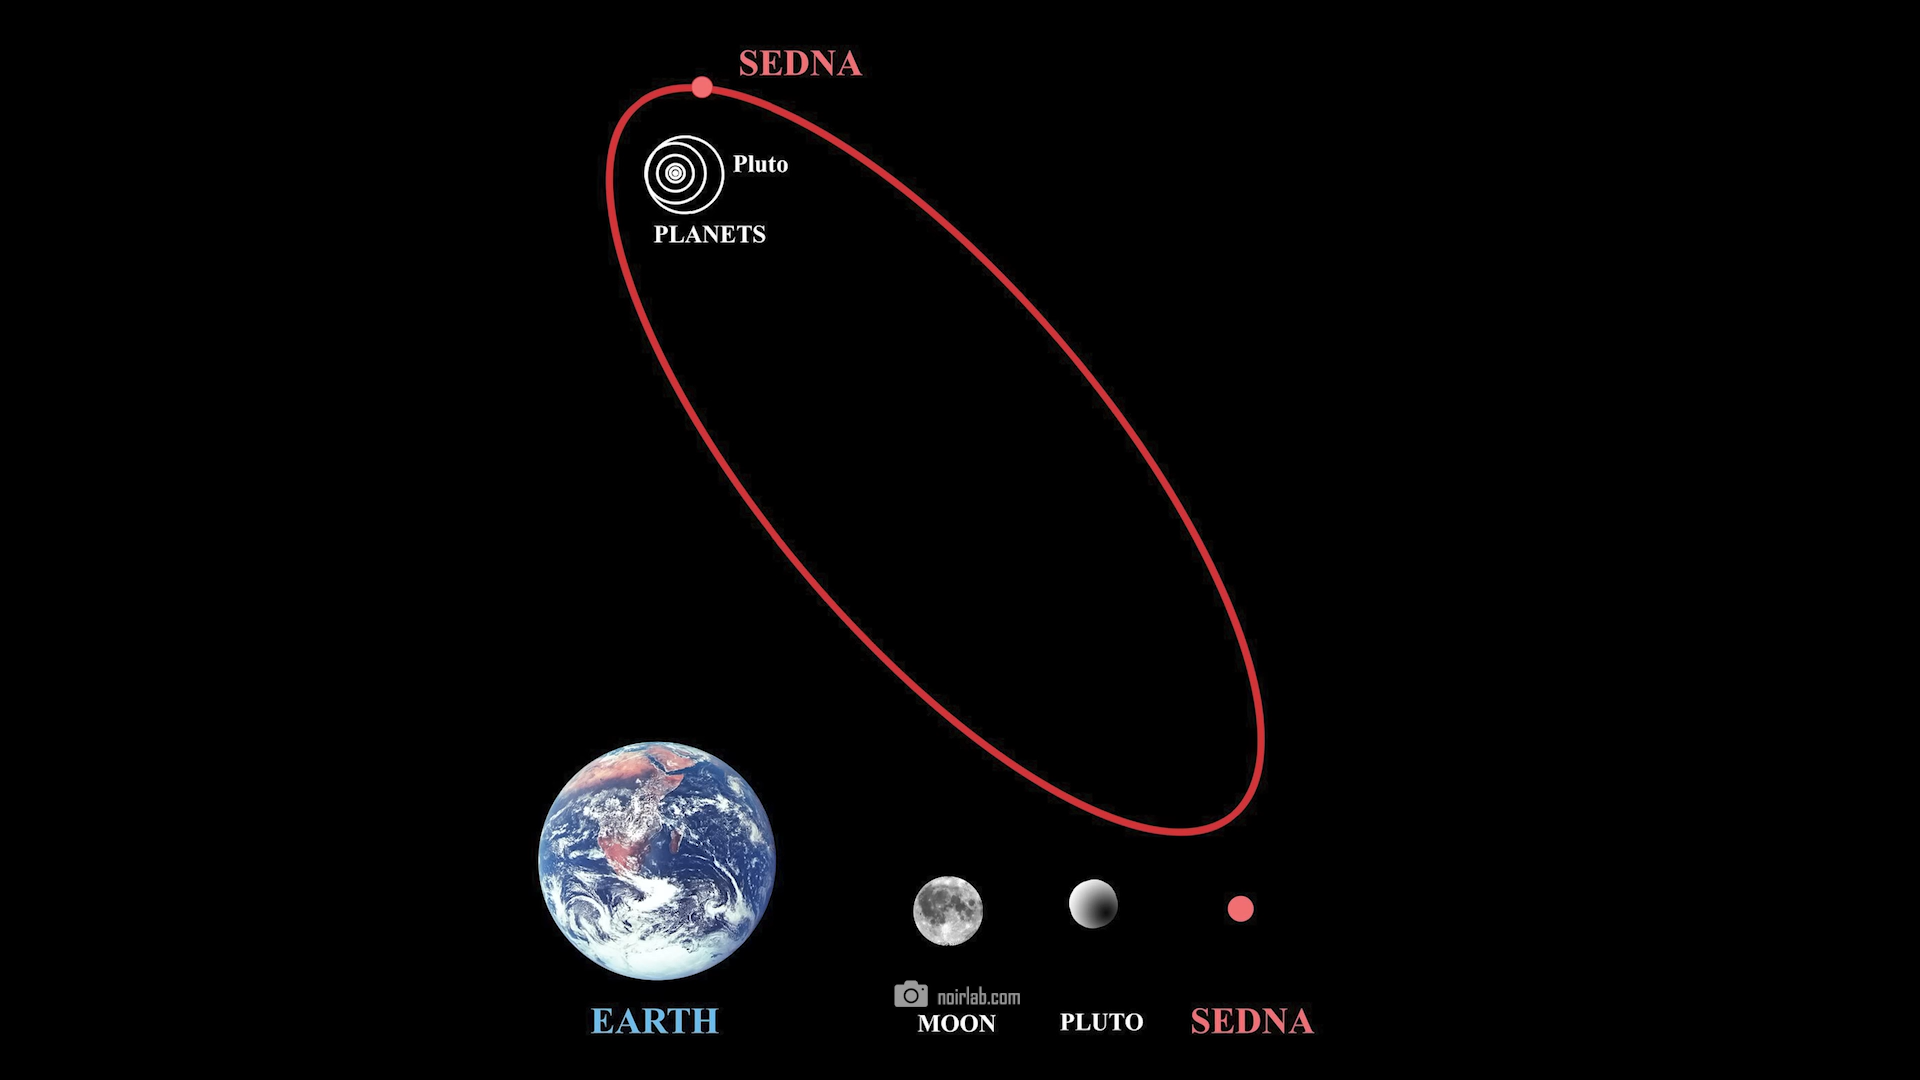 SEDNA
Pluto
PLANETS
noirlab.com
EARTH
MOON
PLUTO
SEDNA